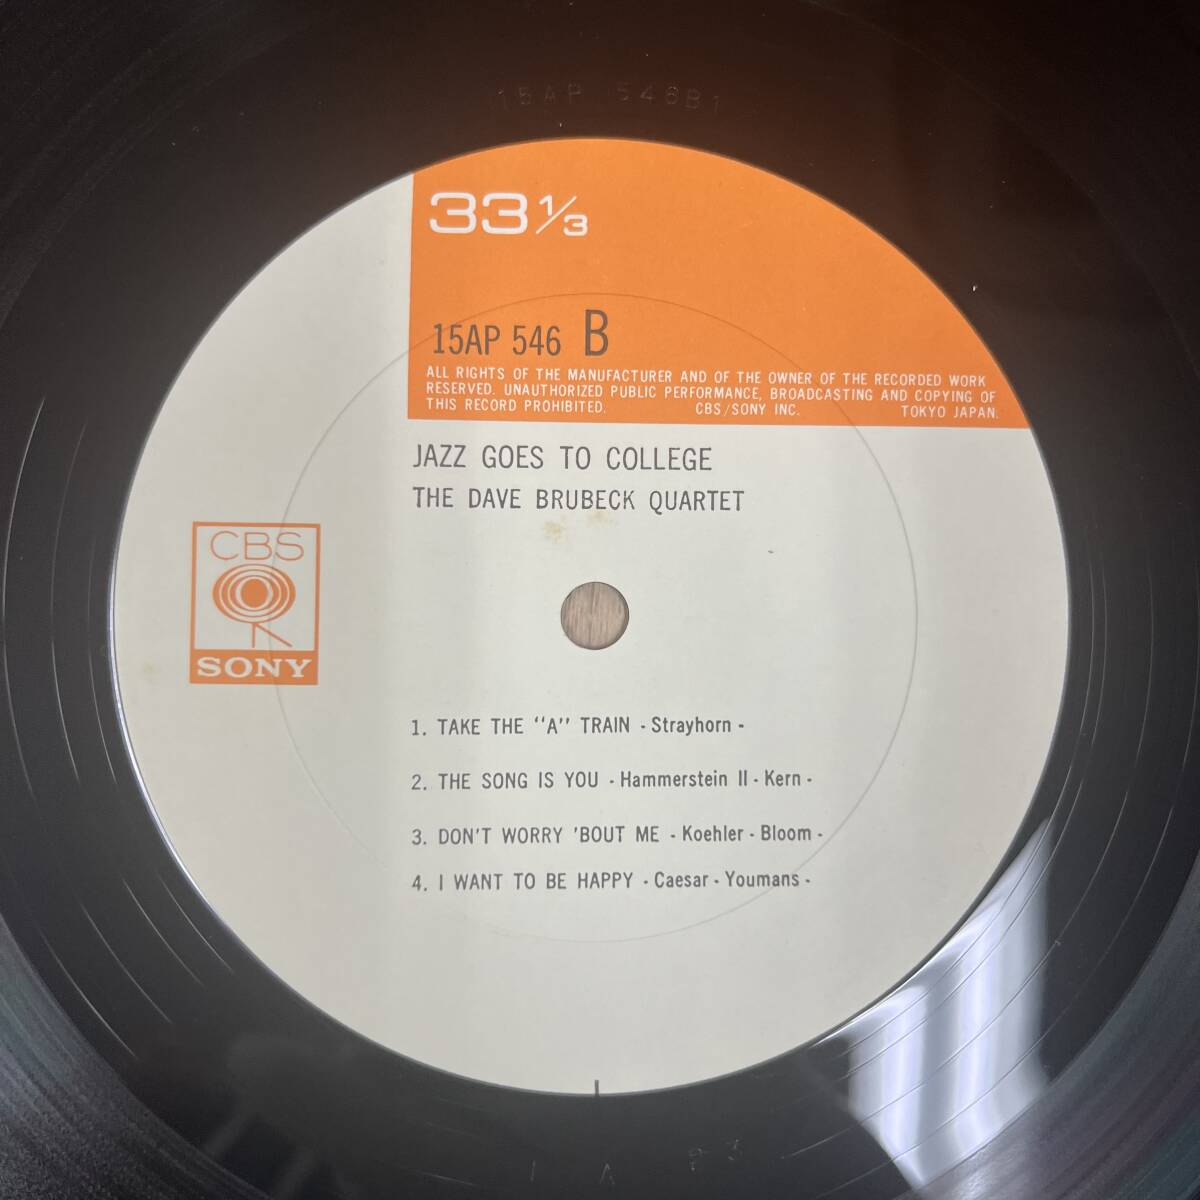 15AP 546B1
33 1/3
15AP 546 B
ALL RIGHTS OF THE MANUFACTURER AND OF THE OWNER OF THE RECORDED WORK
RESERVED. UNAUTHORIZED PUBLIC PERFORMANCE, BROADCASTING AND COPYING OF
THIS RECORD PROHIBITED. CBS/SONY INC. TOKYO JAPAN.
JAZZ GOES TO COLLEGE
THE DAVE BRUBECK QUARTET
CBS
SONY
1. TAKE THE "A" TRAIN - Strayhorn -
2. THE SONG IS YOU - Hammerstein II - Kern -
3. DON'T WORRY 'BOUT ME - Koehler - Bloom -
4. I WANT TO BE HAPPY - Caesar - Youmans -